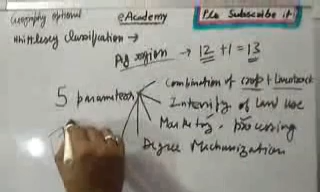 Geography optional
eAcademy
Pls Subscribe it
Whittlesey Classification →
Ag region → 12 + 1 = 13
5 parameters
Combination of crop + livestock
Intensity of land use
Marketing . processing
Degree Mechanization